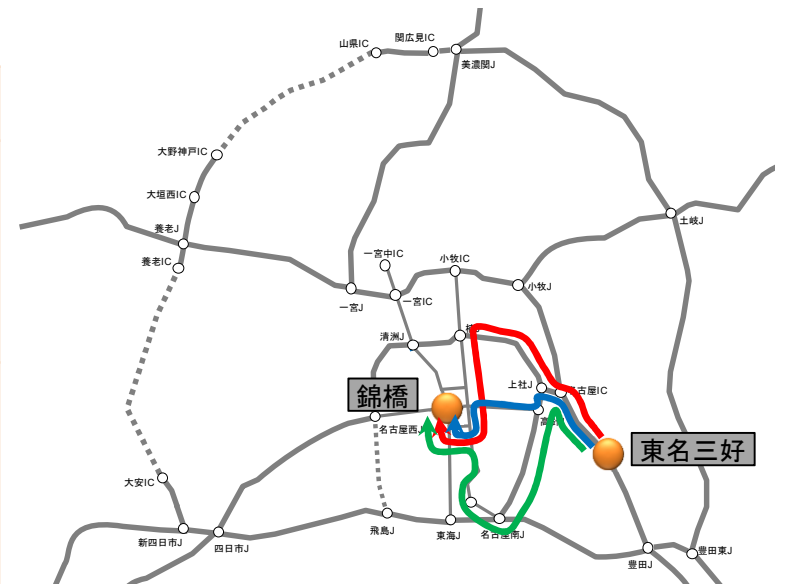 山県IC
関広見IC
美濃関J
大野神戸IC
大垣西IC
土岐J
養老J
養老IC
一宮中IC
小牧IC
小牧J
一宮J
一宮IC
清洲J
上社J
名古屋IC
錦橋
名古屋西J
東名三好
大安IC
新四日市J
四日市J
飛島J
東海J
名古屋南J
豊田J
豊田東J